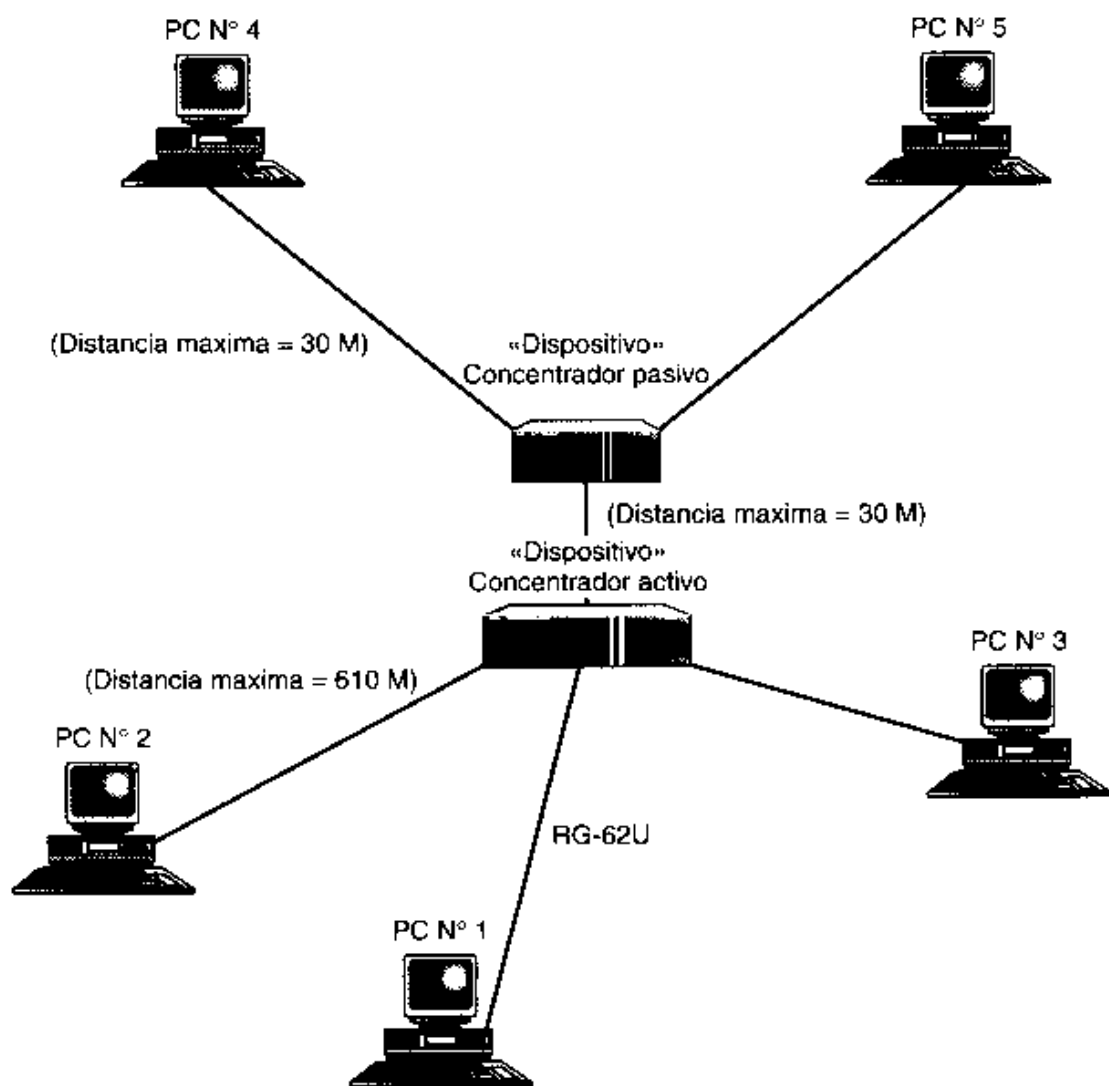 PC N° 4
PC N° 5
(Distancia maxima = 30 M)
«Dispositivo»
Concentrador pasivo
(Distancia maxima = 30 M)
«Dispositivo»
Concentrador activo
PC N° 3
(Distancia maxima = 610 M)
PC N° 2
RG-62U
PC N° 1